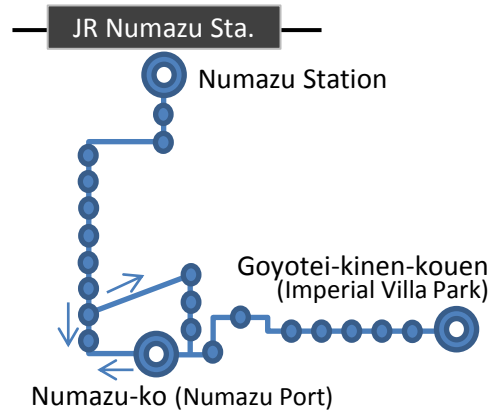 JR Numazu Sta.
Numazu Station
Goyotei-kinen-kouen
(Imperial Villa Park)
Numazu-ko (Numazu Port)